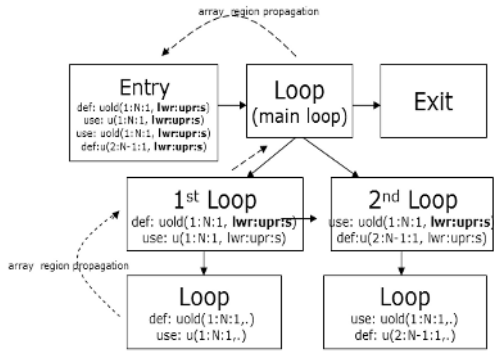 array region propagation
Entry
def: uold(1:N:1, lwr:upr:s)
use: u(1:N:1, lwr:upr:s)
use: uold(1:N:1, lwr:upr:s)
def:u(2:N-1:1, lwr:upr:s)
Loop
(main loop)
Exit
1st Loop
def: uold(1:N:1, lwr:upr:s)
use: u(1:N:1, lwr:upr:s)
2nd Loop
use: uold(1:N:1, lwr:upr:s)
def:u(2:N-1:1, lwr:upr:s)
array region propagation
Loop
def: uold(1:N:1,.)
use: u(1:N:1,.)
Loop
use: uold(1:N:1,.)
def: u(2:N-1:1,.)